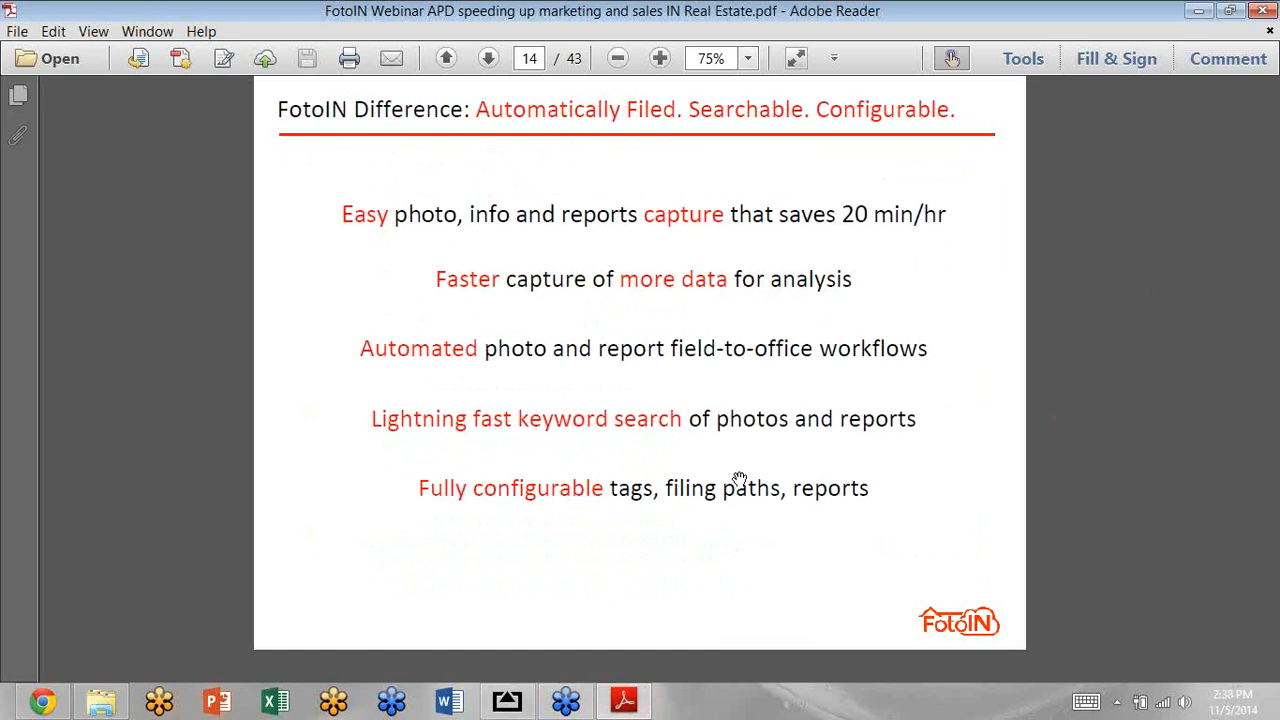 FotoIN Webinar APD speeding up marketing and sales IN Real Estate.pdf - Adobe Reader
File Edit View Window Help
Open 14 / 43 75% Tools Fill & Sign Comment
FotoIN Difference: Automatically Filed. Searchable. Configurable.
Easy photo, info and reports capture that saves 20 min/hr
Faster capture of more data for analysis
Automated photo and report field-to-office workflows
Lightning fast keyword search of photos and reports
Fully configurable tags, filing paths, reports
FotoIN
2:38 PM
11/5/2014